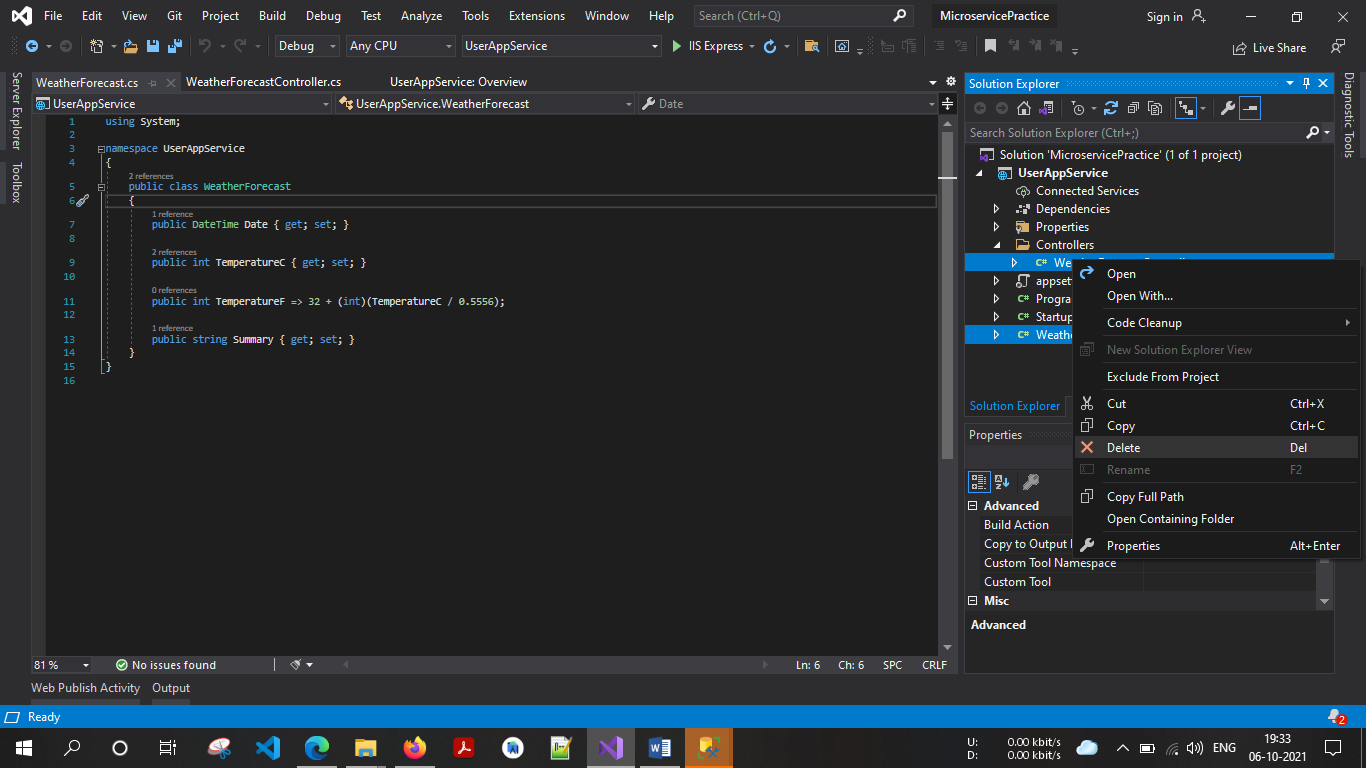 File Edit View Git Project Build Debug Test Analyze Tools Extensions Window Help Search (Ctrl+Q) MicroservicePractice Sign in
Debug Any CPU UserAppService IIS Express Live Share
WeatherForecast.cs WeatherForecastController.cs UserAppService: Overview
UserAppService UserAppService.WeatherForecast Date
Server Explorer
Toolbox
1 using System;
2
3 namespace UserAppService
4 {
2 references
5 public class WeatherForecast
6 {
1 reference
7 public DateTime Date { get; set; }
8
2 references
9 public int TemperatureC { get; set; }
10
0 references
11 public int TemperatureF => 32 + (int)(TemperatureC / 0.5556);
12
1 reference
13 public string Summary { get; set; }
14 }
15 }
16
81 % No issues found Ln: 6 Ch: 6 SPC CRLF
Solution Explorer
Search Solution Explorer (Ctrl+;)
Solution 'MicroservicePractice' (1 of 1 project)
UserAppService
Connected Services
Dependencies
Properties
Controllers
C# We
appset
C# Progra
C# Startup
C# Weathe
Solution Explorer
Diagnostic Tools
Open
Open With...
Code Cleanup
New Solution Explorer View
Exclude From Project
Cut Ctrl+X
Copy Ctrl+C
Delete Del
Rename F2
Copy Full Path
Open Containing Folder
Properties Alt+Enter
Properties
Advanced
Build Action
Copy to Output
Custom Tool Namespace
Custom Tool
Misc
Advanced
Web Publish Activity Output
Ready 2
U: 0.00 kbit/s
D: 0.00 kbit/s
ENG
19:33
06-10-2021